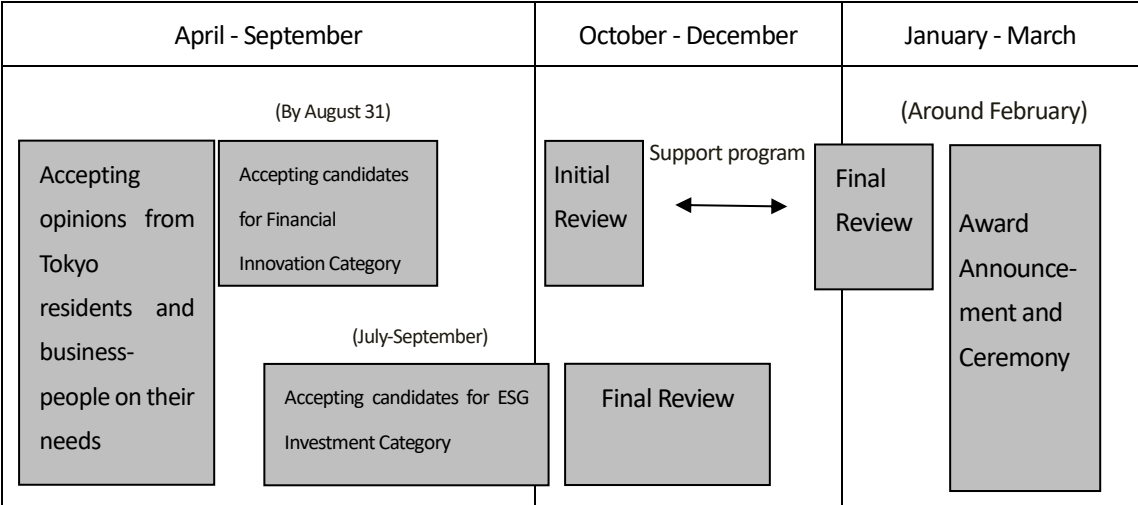 April - September
October - December
January - March
(By August 31)
(Around February)
Accepting
opinions from
Tokyo
residents and
business-
people on their
needs
Accepting candidates
for Financial
Innovation Category
Initial
Review
Support program
Final
Review
Award
Announce-
ment and
Ceremony
(July-September)
Accepting candidates for ESG
Investment Category
Final Review